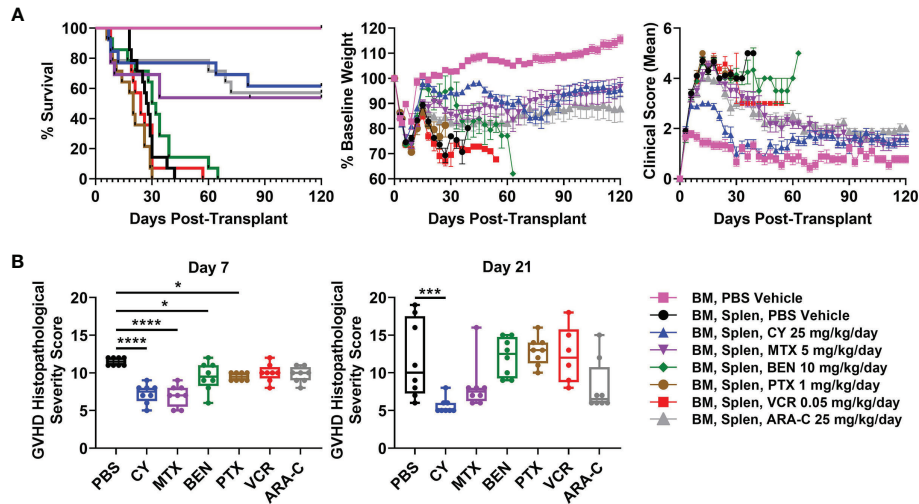 A
% Survival
100
80
60
40
20
0
0 30 60 90 120
Days Post-Transplant
% Baseline Weight
120
110
100
90
80
70
60
0 30 60 90 120
Days Post-Transplant
Clinical Score (Mean)
6
4
2
0
0 30 60 90 120
Days Post-Transplant
B
Day 7
GVHD Histopathological
Severity Score
20
15
10
5
0
*
*
****
****
PBS CY MTX BEN PTX VCR ARA-C
Day 21
GVHD Histopathological
Severity Score
20
15
10
5
0
***
PBS CY MTX BEN PTX VCR ARA-C
BM, PBS Vehicle
BM, Splen, PBS Vehicle
BM, Splen, CY 25 mg/kg/day
BM, Splen, MTX 5 mg/kg/day
BM, Splen, BEN 10 mg/kg/day
BM, Splen, PTX 1 mg/kg/day
BM, Splen, VCR 0.05 mg/kg/day
BM, Splen, ARA-C 25 mg/kg/day